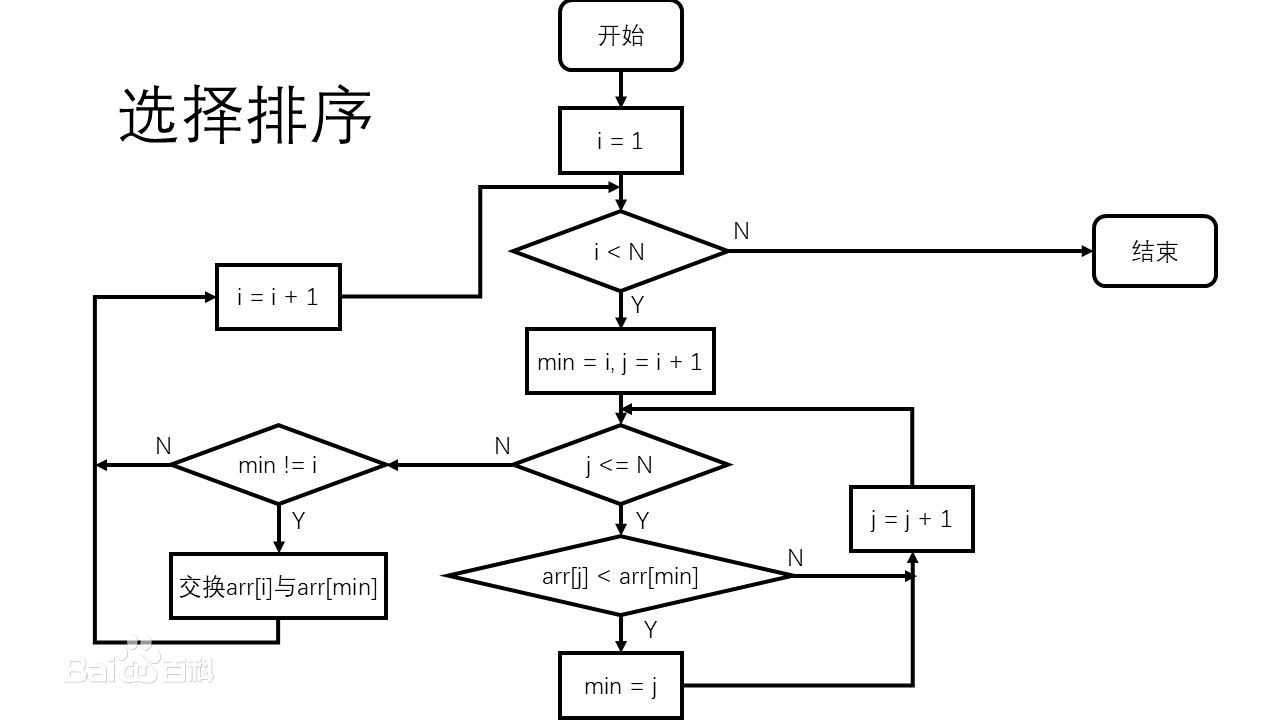 选择排序
开始
i = 1
i < N
N
结束
Y
i = i + 1
min = i, j = i + 1
N
min != i
N
j <= N
Y
Y
j = j + 1
arr[j] < arr[min]
N
交换arr[i]与arr[min]
Y
min = j
Baidu百科